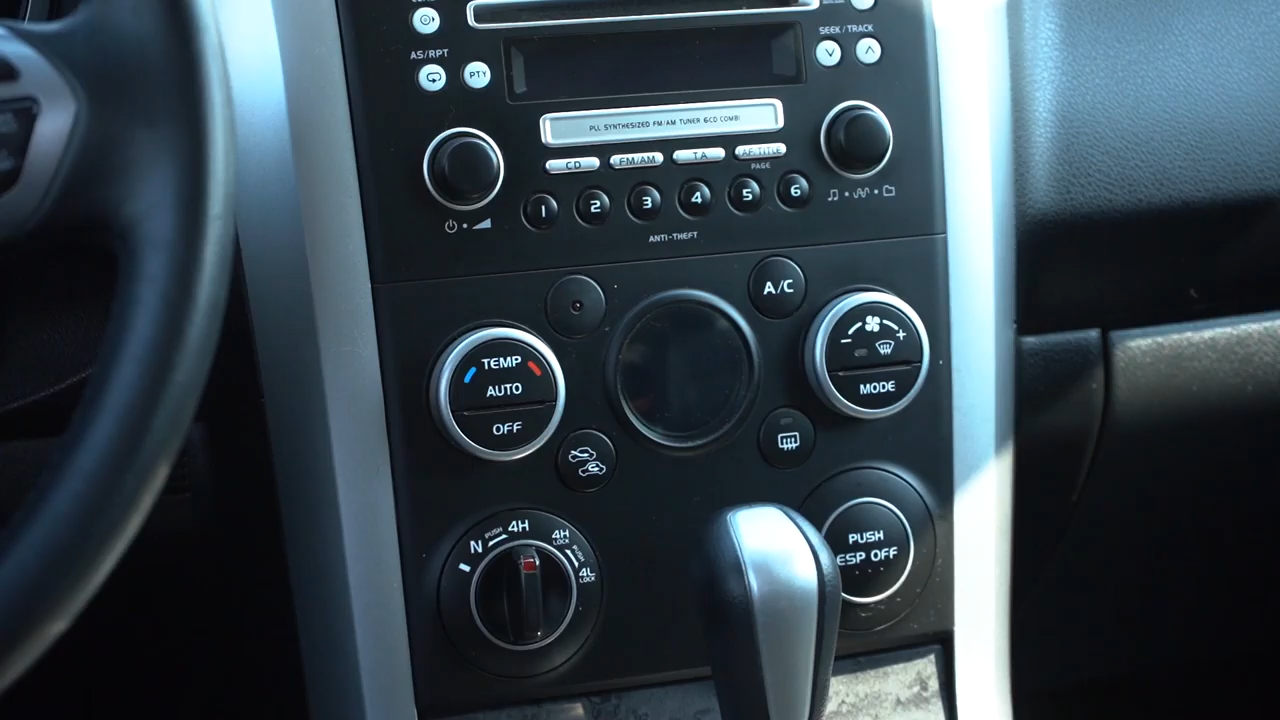 SEEK / TRACK
AS/RPT
PTY
PLL SYNTHESIZED FM/AM TUNER 6CD COMBI
CD
FM/AM
TA
AF/TITLE
PAGE
1
2
3
4
5
6
ANTI-THEFT
A/C
TEMP
AUTO
OFF
- +
MODE
N
PUSH
4H
4H
LOCK
PUSH
4L
LOCK
PUSH
ESP OFF